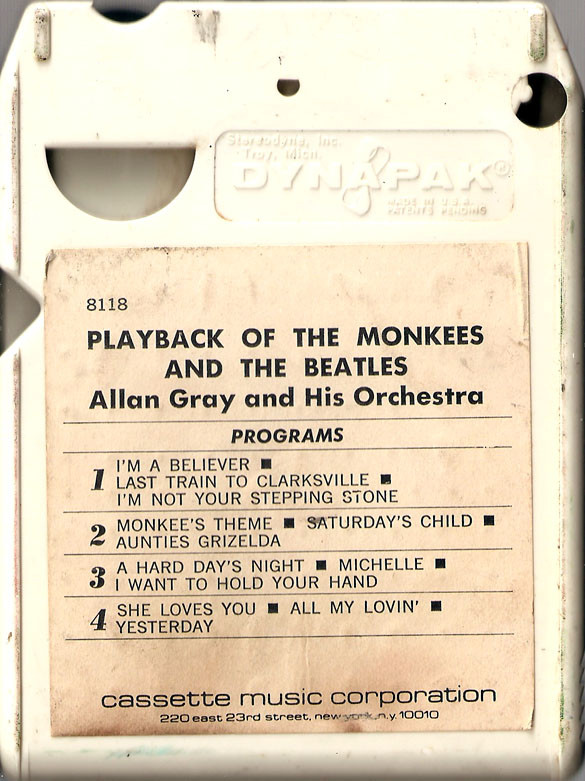 Stereodyne, Inc.
Troy, Mich.
DYNAPAK®
MADE IN U.S.A.
PATENTS PENDING
8118
PLAYBACK OF THE MONKEES
AND THE BEATLES
Allan Gray and His Orchestra
PROGRAMS
1 I'M A BELIEVER ■
LAST TRAIN TO CLARKSVILLE ■
I'M NOT YOUR STEPPING STONE
2 MONKEE'S THEME ■ SATURDAY'S CHILD ■
AUNTIES GRIZELDA
3 A HARD DAY'S NIGHT ■ MICHELLE ■
I WANT TO HOLD YOUR HAND
4 SHE LOVES YOU ■ ALL MY LOVIN' ■
YESTERDAY
cassette music corporation
220 east 23rd street, new york, n.y. 10010